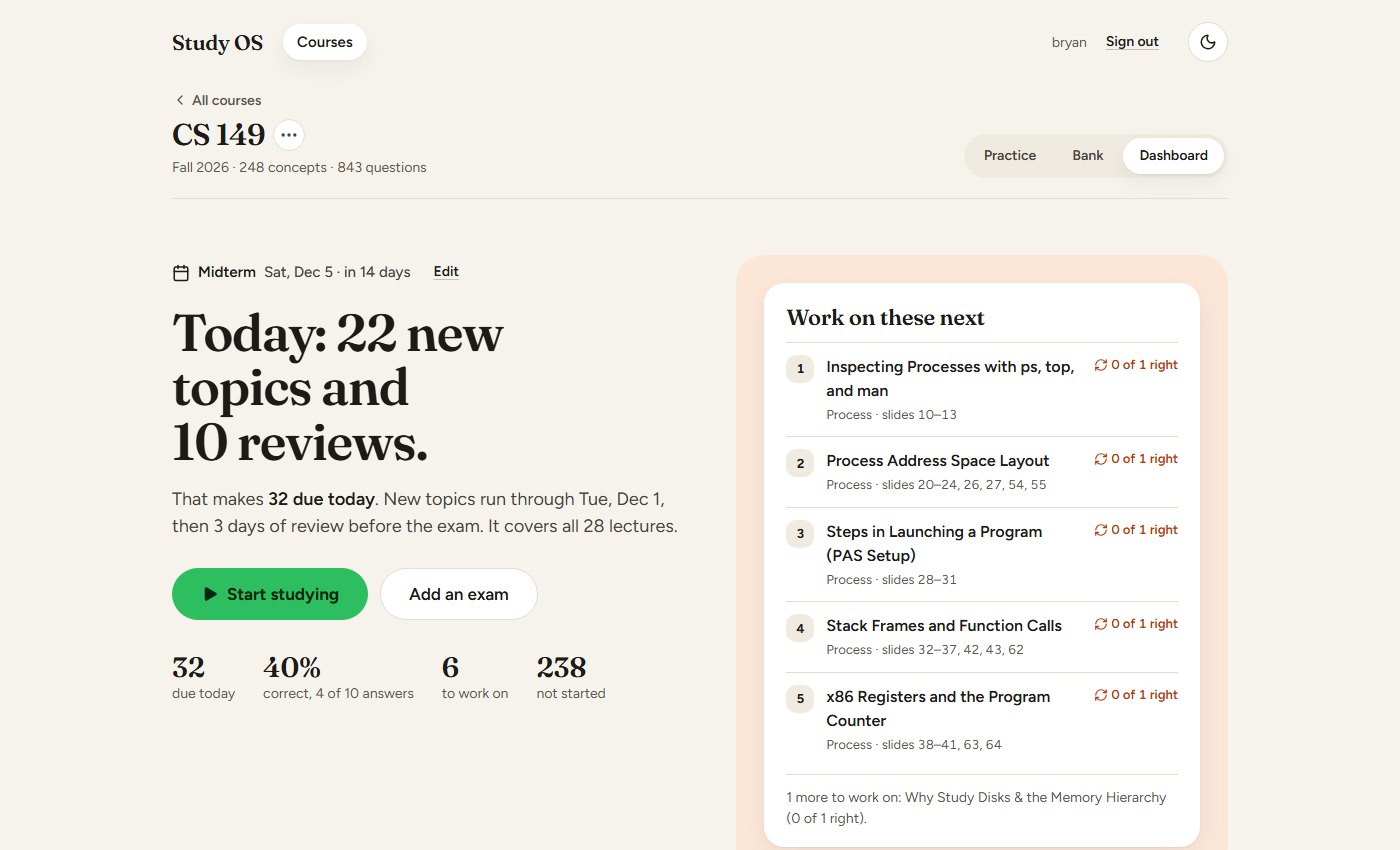 Study OS
Courses
bryan
Sign out
All courses
CS 149
Fall 2026 · 248 concepts · 843 questions
Practice
Bank
Dashboard
Midterm Sat, Dec 5 · in 14 days
Edit
Today: 22 new
topics and
10 reviews.
That makes 32 due today. New topics run through Tue, Dec 1,
then 3 days of review before the exam. It covers all 28 lectures.
Start studying
Add an exam
32
due today
40%
correct, 4 of 10 answers
6
to work on
238
not started
Work on these next
1
Inspecting Processes with ps, top,
and man
Process · slides 10–13
0 of 1 right
2
Process Address Space Layout
Process · slides 20–24, 26, 27, 54, 55
0 of 1 right
3
Steps in Launching a Program
(PAS Setup)
Process · slides 28–31
0 of 1 right
4
Stack Frames and Function Calls
Process · slides 32–37, 42, 43, 62
0 of 1 right
5
x86 Registers and the Program
Counter
Process · slides 38–41, 63, 64
0 of 1 right
1 more to work on: Why Study Disks & the Memory Hierarchy
(0 of 1 right).